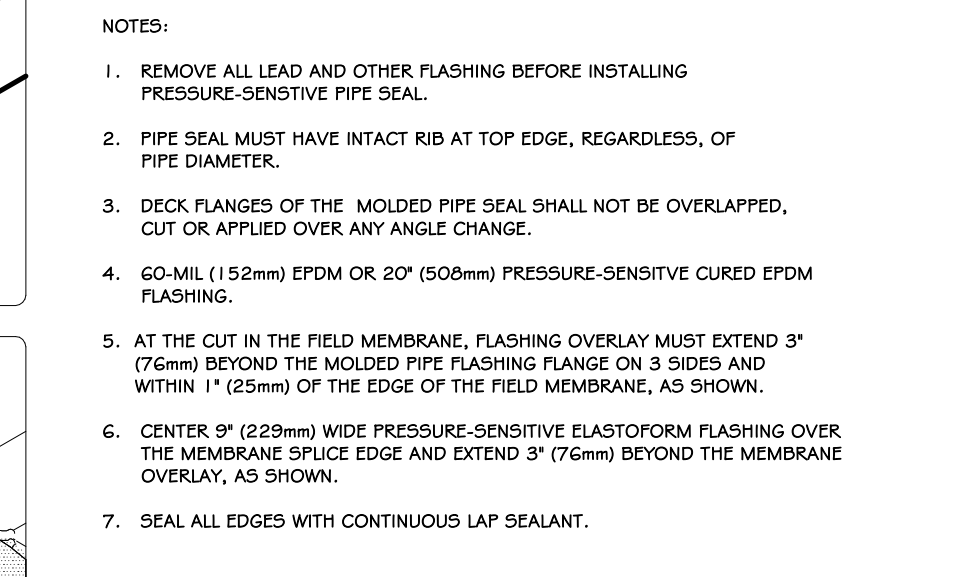 NOTES:
1. REMOVE ALL LEAD AND OTHER FLASHING BEFORE INSTALLING
PRESSURE-SENSTIVE PIPE SEAL.
2. PIPE SEAL MUST HAVE INTACT RIB AT TOP EDGE, REGARDLESS, OF
PIPE DIAMETER.
3. DECK FLANGES OF THE MOLDED PIPE SEAL SHALL NOT BE OVERLAPPED,
CUT OR APPLIED OVER ANY ANGLE CHANGE.
4. 60-MIL (152mm) EPDM OR 20" (508mm) PRESSURE-SENSITVE CURED EPDM
FLASHING.
5. AT THE CUT IN THE FIELD MEMBRANE, FLASHING OVERLAY MUST EXTEND 3"
(76mm) BEYOND THE MOLDED PIPE FLASHING FLANGE ON 3 SIDES AND
WITHIN 1" (25mm) OF THE EDGE OF THE FIELD MEMBRANE, AS SHOWN.
6. CENTER 9" (229mm) WIDE PRESSURE-SENSITIVE ELASTOFORM FLASHING OVER
THE MEMBRANE SPLICE EDGE AND EXTEND 3" (76mm) BEYOND THE MEMBRANE
OVERLAY, AS SHOWN.
7. SEAL ALL EDGES WITH CONTINUOUS LAP SEALANT.